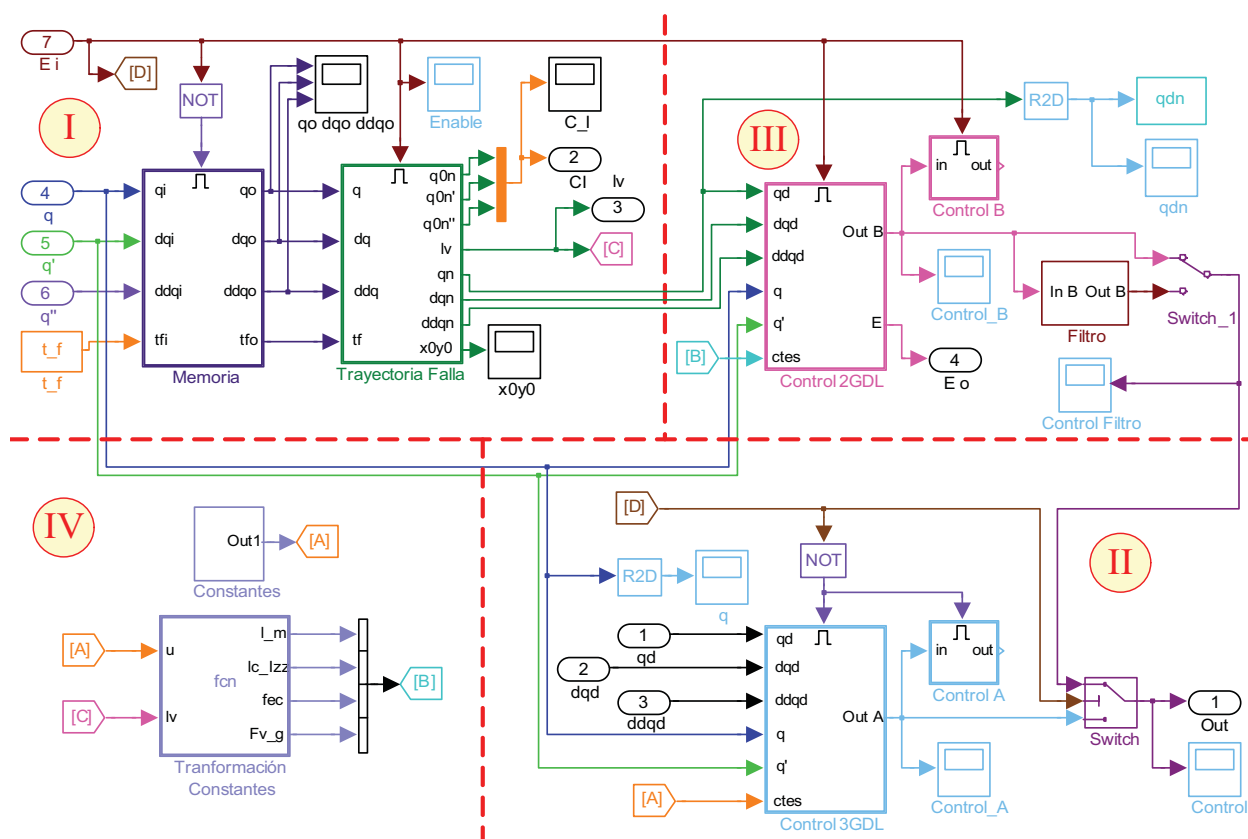 7
E i
[D]
NOT
I
qo dqo ddqo
Enable
C_I
2
CI
lv
3
[C]
4
q
5
q'
6
q''
t_f
t_f
qi
dqi
ddqi
tfi
qo
dqo
ddqo
tfo
Memoria
q
dq
ddq
tf
q0n
q0n'
q0n''
lv
qn
dqn
ddqn
x0y0
Trayectoria Falla
x0y0
III
qd
dqd
ddqd
q
q'
ctes
Out B
E
Control 2GDL
[B]
4
E o
in
out
Control B
Control_B
R2D
qdn
qdn
In B
Out B
Filtro
Switch_1
Control Filtro
IV
Out1
Constantes
[A]
[A]
[C]
u
lv
fcn
I_m
Ic_Izz
fec
Fv_g
Tranformación
Constantes
[B]
II
[D]
NOT
R2D
q
1
qd
2
dqd
3
ddqd
[A]
qd
dqd
ddqd
q
q'
ctes
Out A
Control 3GDL
in
out
Control A
Control_A
Switch
1
Out
Control